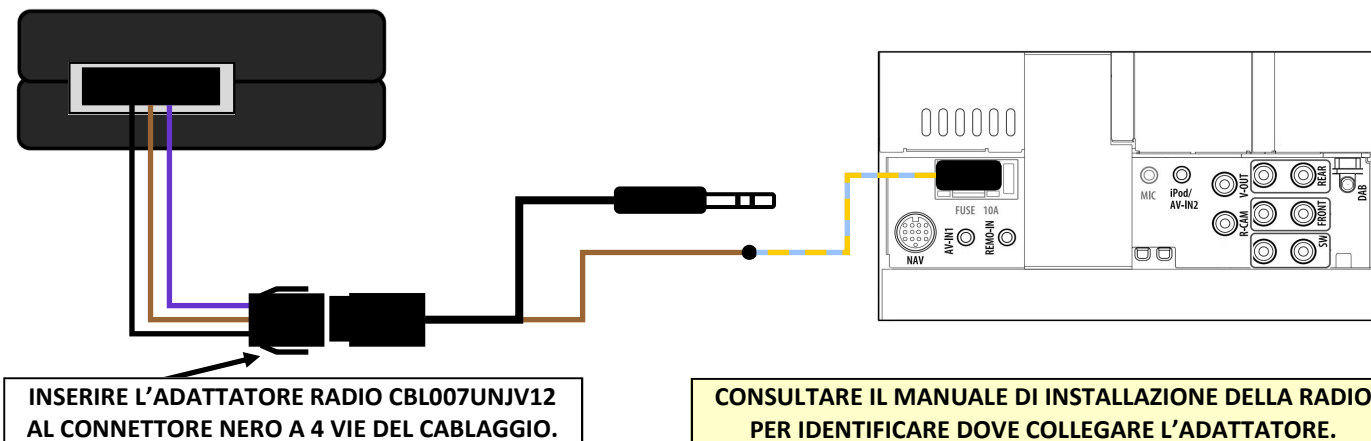 FUSE 10A
NAV
AV-IN1
REMO-IN
MIC
iPod/
AV-IN2
V-OUT
R-CAM
REAR
FRONT
SW
DAB
INSERIRE L’ADATTATORE RADIO CBL007UNJV12
AL CONNETTORE NERO A 4 VIE DEL CABLAGGIO.
CONSULTARE IL MANUALE DI INSTALLAZIONE DELLA RADIO
PER IDENTIFICARE DOVE COLLEGARE L’ADATTATORE.